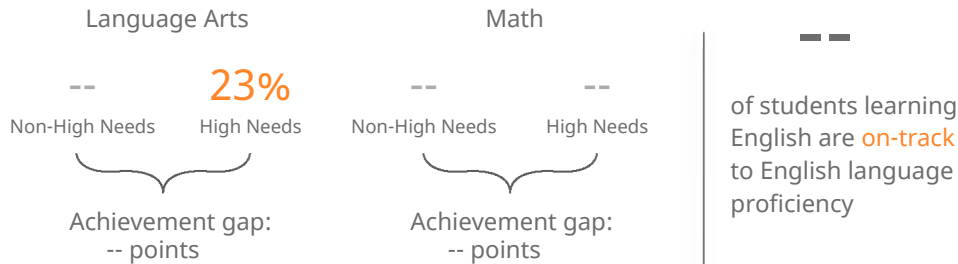 Language Arts
-- 23%
Non-High Needs High Needs
Achievement gap:
-- points
Math
-- --
Non-High Needs High Needs
Achievement gap:
-- points
--
of students learning
English are on-track
to English language
proficiency